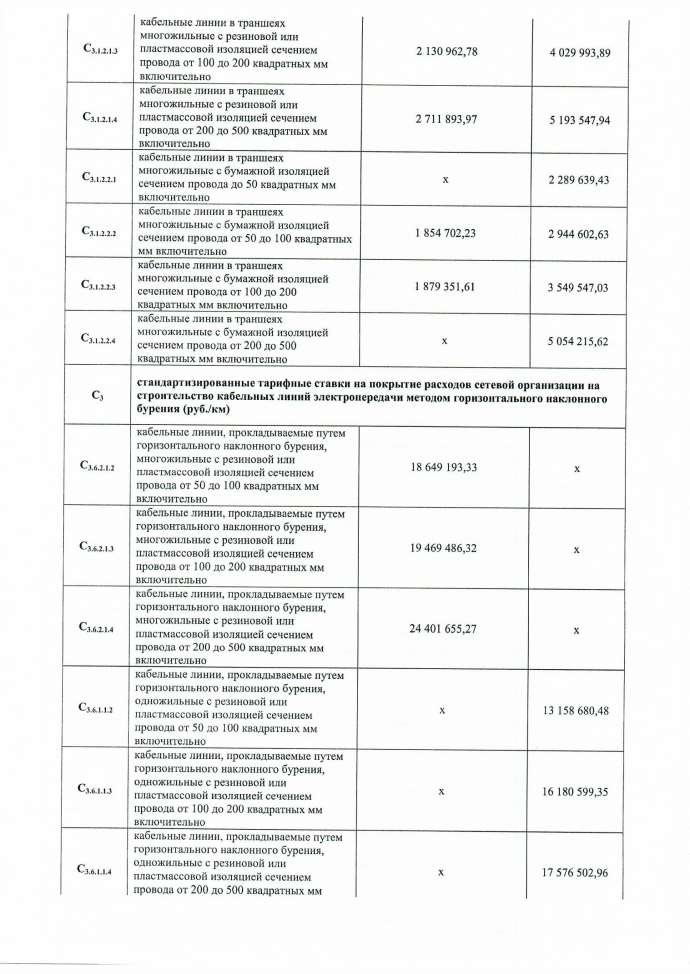 кабельные линии в траншеях
многожильные с резиновой или
C3.1.2.1.3 пластмассовой изоляцией сечением 2 130 962,78 4 029 993,89
провода от 100 до 200 квадратных мм
включительно
кабельные линии в траншеях
многожильные с резиновой или
C3.1.2.1.4 пластмассовой изоляцией сечением 2 711 893,97 5 193 547,94
провода от 200 до 500 квадратных мм
включительно
кабельные линии в траншеях
многожильные с бумажной изоляцией
C3.1.2.2.1 сечением провода до 50 квадратных мм х 2 289 639,43
включительно
кабельные линии в траншеях
многожильные с бумажной изоляцией
C3.1.2.2.2 сечением провода от 50 до 100 квадратных 1 854 702,23 2 944 602,63
мм включительно
кабельные линии в траншеях
многожильные с бумажной изоляцией
C3.1.2.2.3 сечением провода от 100 до 200 1 879 351,61 3 549 547,03
квадратных мм включительно
кабельные линии в траншеях
многожильные с бумажной изоляцией
C3.1.2.2.4 сечением провода от 200 до 500 х 5 054 215,62
квадратных мм включительно
стандартизированные тарифные ставки на покрытие расходов сетевой организации на
C3 строительство кабельных линий электропередачи методом горизонтального наклонного
бурения (руб./км)
кабельные линии, прокладываемые путем
горизонтального наклонного бурения,
многожильные с резиновой или
C3.6.2.1.2 пластмассовой изоляцией сечением 18 649 193,33 х
провода от 50 до 100 квадратных мм
включительно
кабельные линии, прокладываемые путем
горизонтального наклонного бурения,
многожильные с резиновой или
C3.6.2.1.3 пластмассовой изоляцией сечением 19 469 486,32 х
провода от 100 до 200 квадратных мм
включительно
кабельные линии, прокладываемые путем
горизонтального наклонного бурения,
многожильные с резиновой или
C3.6.2.1.4 пластмассовой изоляцией сечением 24 401 655,27 х
провода от 200 до 500 квадратных мм
включительно
кабельные линии, прокладываемые путем
горизонтального наклонного бурения,
одножильные с резиновой или
C3.6.1.1.2 пластмассовой изоляцией сечением х 13 158 680,48
провода от 50 до 100 квадратных мм
включительно
кабельные линии, прокладываемые путем
горизонтального наклонного бурения,
одножильные с резиновой или
C3.6.1.1.3 пластмассовой изоляцией сечением х 16 180 599,35
провода от 100 до 200 квадратных мм
включительно
кабельные линии, прокладываемые путем
горизонтального наклонного бурения,
одножильные с резиновой или
C3.6.1.1.4 пластмассовой изоляцией сечением х 17 576 502,96
провода от 200 до 500 квадратных мм